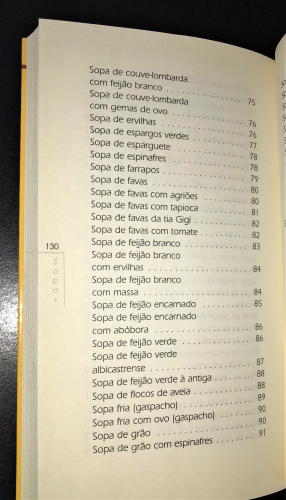 Sopa de couve-lombarda
com feijão branco . . . . . . . . . . . 75
Sopa de couve-lombarda
com gemas de ovo . . . . . . . . . . . 76
Sopa de ervilhas . . . . . . . . . . . . 76
Sopa de espargos verdes . . . . . . . . 77
Sopa de esparguete . . . . . . . . . . . 78
Sopa de espinafres . . . . . . . . . . . 78
Sopa de farrapos . . . . . . . . . . . . 79
Sopa de favas . . . . . . . . . . . . . 80
Sopa de favas com agriões . . . . . . . 80
Sopa de favas com tapioca . . . . . . . 81
Sopa de favas da tia Gigi . . . . . . . 82
Sopa de favas com tomate . . . . . . . . 82
Sopa de feijão branco . . . . . . . . . 83
Sopa de feijão branco
com ervilhas . . . . . . . . . . . . . . 84
Sopa de feijão branco
com massa . . . . . . . . . . . . . . . 84
Sopa de feijão encarnado . . . . . . . . 85
Sopa de feijão encarnado
com abóbora . . . . . . . . . . . . . . 86
Sopa de feijão verde . . . . . . . . . . 86
Sopa de feijão verde
albicastrense . . . . . . . . . . . . . 87
Sopa de feijão verde à antiga . . . . . 88
Sopa de flocos de aveia . . . . . . . . 88
Sopa fria (gaspacho) . . . . . . . . . . 89
Sopa fria com ovo (gaspacho) . . . . . . 90
Sopa de grão . . . . . . . . . . . . . . 90
Sopa de grão com espinafres . . . . . . 91
130
Sopas